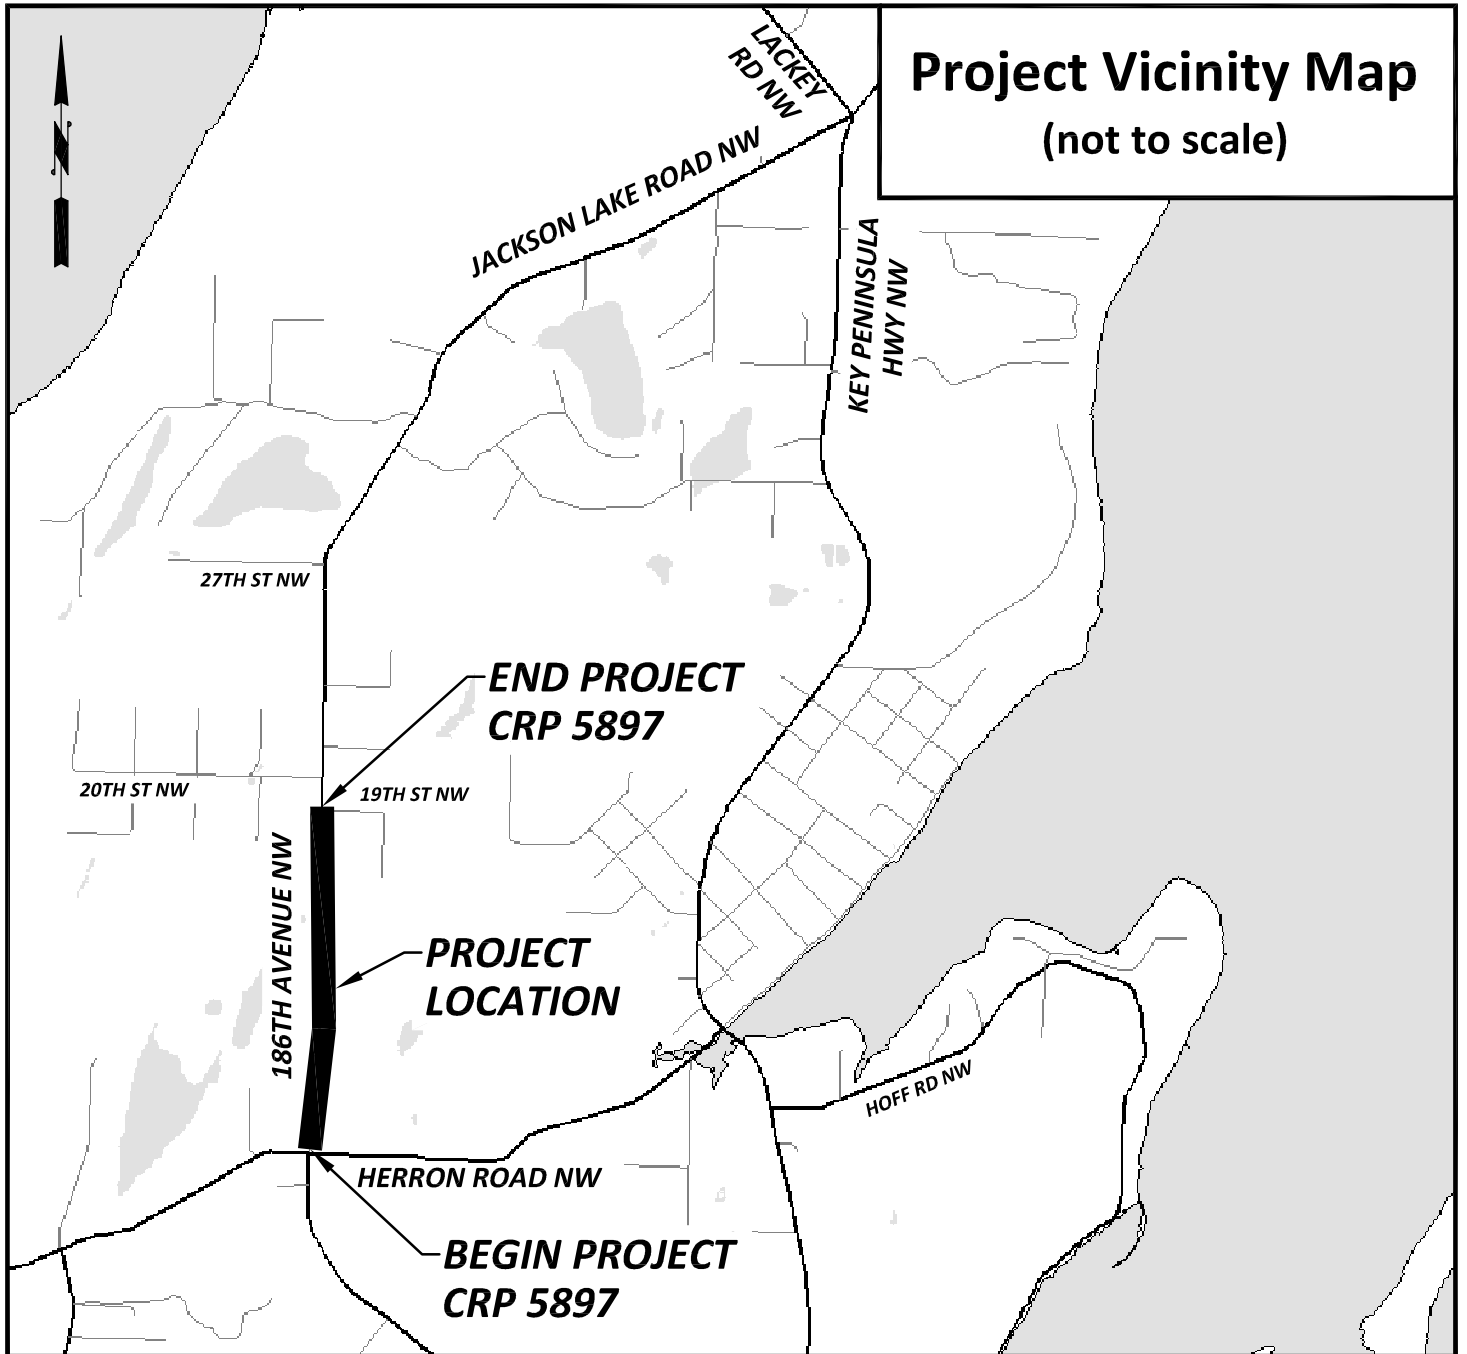 Project Vicinity Map
(not to scale)
LACKEY
RD NW
JACKSON LAKE ROAD NW
KEY PENINSULA
HWY NW
27TH ST NW
END PROJECT
CRP 5897
20TH ST NW
19TH ST NW
186TH AVENUE NW
PROJECT
LOCATION
HOFF RD NW
HERRON ROAD NW
BEGIN PROJECT
CRP 5897
N